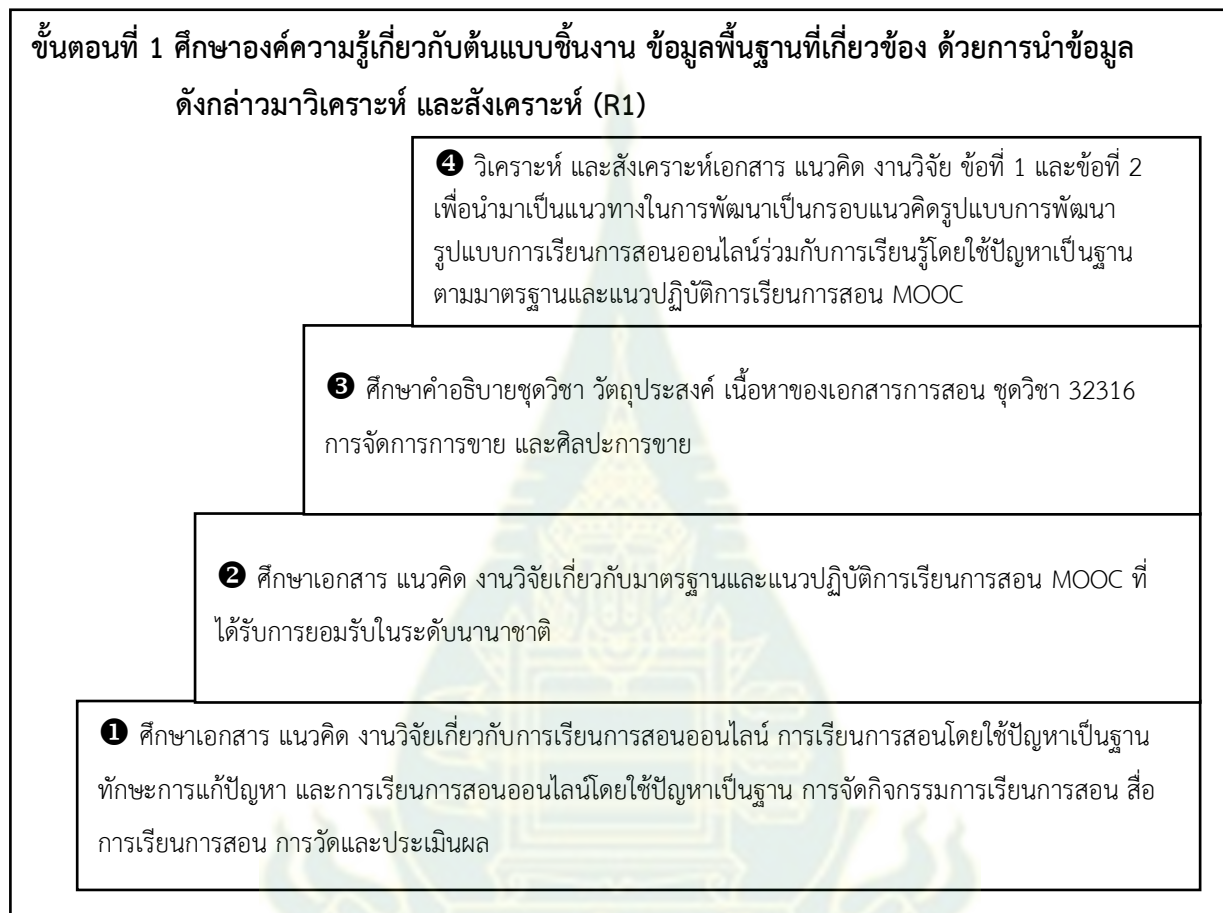 ขั้นตอนที่ 1 ศึกษาองค์ความรู้เกี่ยวกับต้นแบบชิ้นงาน ข้อมูลพื้นฐานที่เกี่ยวข้อง ด้วยการนำข้อมูล
ดังกล่าวมาวิเคราะห์ และสังเคราะห์ (R1)
❹ วิเคราะห์ และสังเคราะห์เอกสาร แนวคิด งานวิจัย ข้อที่ 1 และข้อที่ 2
เพื่อนำมาเป็นแนวทางในการพัฒนาเป็นกรอบแนวคิดรูปแบบการพัฒนา
รูปแบบการเรียนการสอนออนไลน์ร่วมกับการเรียนรู้โดยใช้ปัญหาเป็นฐาน
ตามมาตรฐานและแนวปฏิบัติการเรียนการสอน MOOC
❸ ศึกษาคำอธิบายชุดวิชา วัตถุประสงค์ เนื้อหาของเอกสารการสอน ชุดวิชา 32316
การจัดการการขาย และศิลปะการขาย
❷ ศึกษาเอกสาร แนวคิด งานวิจัยเกี่ยวกับมาตรฐานและแนวปฏิบัติการเรียนการสอน MOOC ที่
ได้รับการยอมรับในระดับนานาชาติ
❶ ศึกษาเอกสาร แนวคิด งานวิจัยเกี่ยวกับการเรียนการสอนออนไลน์ การเรียนการสอนโดยใช้ปัญหาเป็นฐาน
ทักษะการแก้ปัญหา และการเรียนการสอนออนไลน์โดยใช้ปัญหาเป็นฐาน การจัดกิจกรรมการเรียนการสอน สื่อ
การเรียนการสอน การวัดและประเมินผล